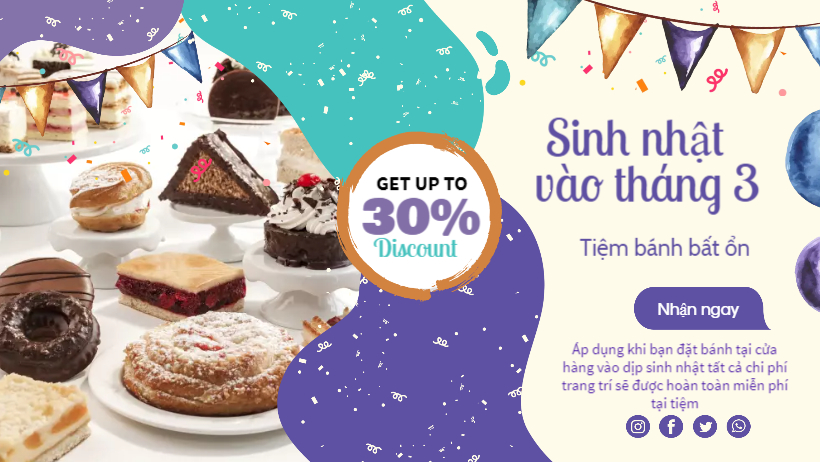 GET UP TO
30%
Discount
Sinh nhật
vào tháng 3
Tiệm bánh bất ổn
Nhận ngay
Áp dụng khi bạn đặt bánh tại cửa
hàng vào dịp sinh nhật tất cả chi phí
trang trí sẽ được hoàn toàn miễn phí
tại tiệm